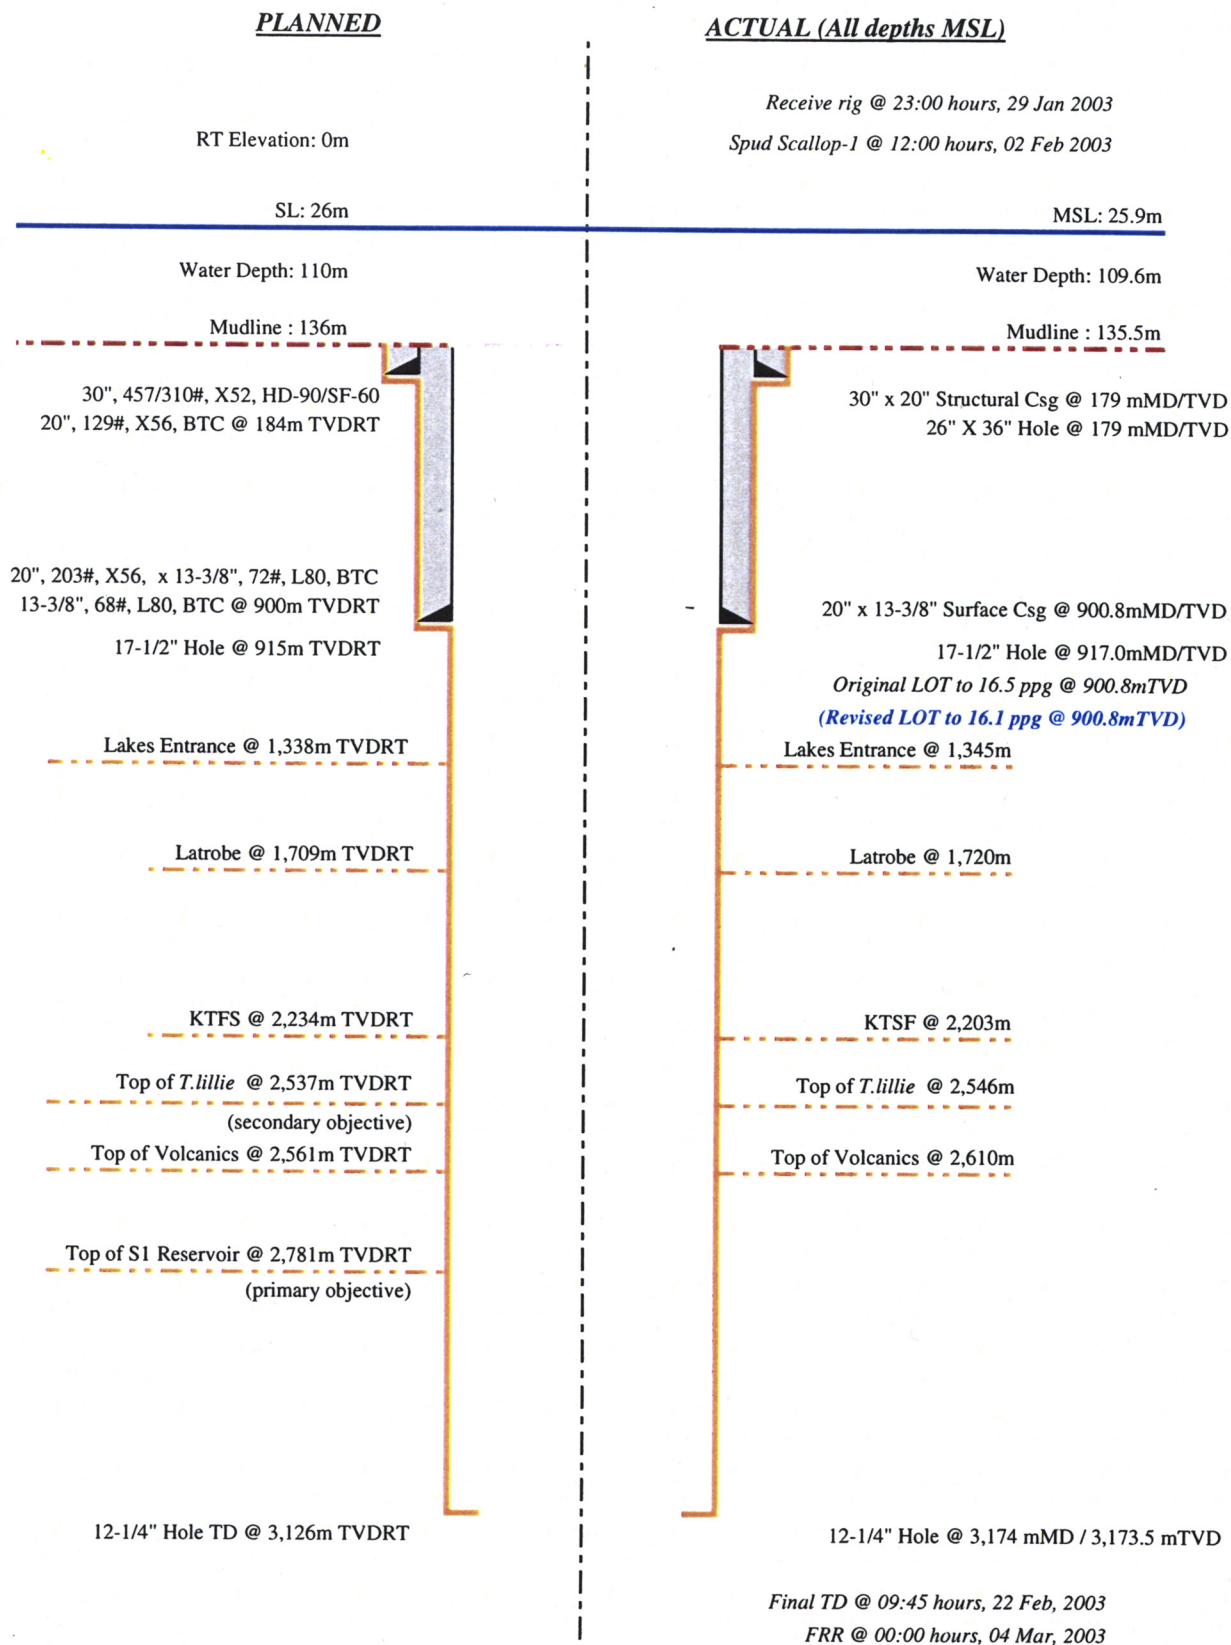 PLANNED
RT Elevation: 0m
SL: 26m
Water Depth: 110m
Mudline : 136m
30", 457/310#, X52, HD-90/SF-60
20", 129#, X56, BTC @ 184m TVDRT
20", 203#, X56, x 13-3/8", 72#, L80, BTC
13-3/8", 68#, L80, BTC @ 900m TVDRT
17-1/2" Hole @ 915m TVDRT
Lakes Entrance @ 1,338m TVDRT
Latrobe @ 1,709m TVDRT
KTFS @ 2,234m TVDRT
Top of T.lillie @ 2,537m TVDRT
(secondary objective)
Top of Volcanics @ 2,561m TVDRT
Top of S1 Reservoir @ 2,781m TVDRT
(primary objective)
12-1/4" Hole TD @ 3,126m TVDRT
ACTUAL (All depths MSL)
Receive rig @ 23:00 hours, 29 Jan 2003
Spud Scallop-1 @ 12:00 hours, 02 Feb 2003
MSL: 25.9m
Water Depth: 109.6m
Mudline : 135.5m
30" x 20" Structural Csg @ 179 mMD/TVD
26" X 36" Hole @ 179 mMD/TVD
20" x 13-3/8" Surface Csg @ 900.8mMD/TVD
17-1/2" Hole @ 917.0mMD/TVD
Original LOT to 16.5 ppg @ 900.8mTVD
(Revised LOT to 16.1 ppg @ 900.8mTVD)
Lakes Entrance @ 1,345m
Latrobe @ 1,720m
KTSF @ 2,203m
Top of T.lillie @ 2,546m
Top of Volcanics @ 2,610m
12-1/4" Hole @ 3,174 mMD / 3,173.5 mTVD
Final TD @ 09:45 hours, 22 Feb, 2003
FRR @ 00:00 hours, 04 Mar, 2003